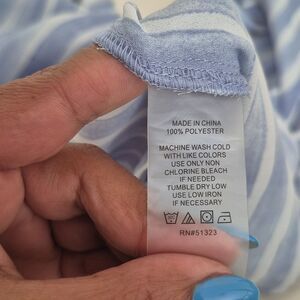 MADE IN CHINA
100% POLYESTER
MACHINE WASH COLD
WITH LIKE COLORS
USE ONLY NON
CHLORINE BLEACH
IF NEEDED
TUMBLE DRY LOW
USE LOW IRON
IF NECESSARY
RN#51323